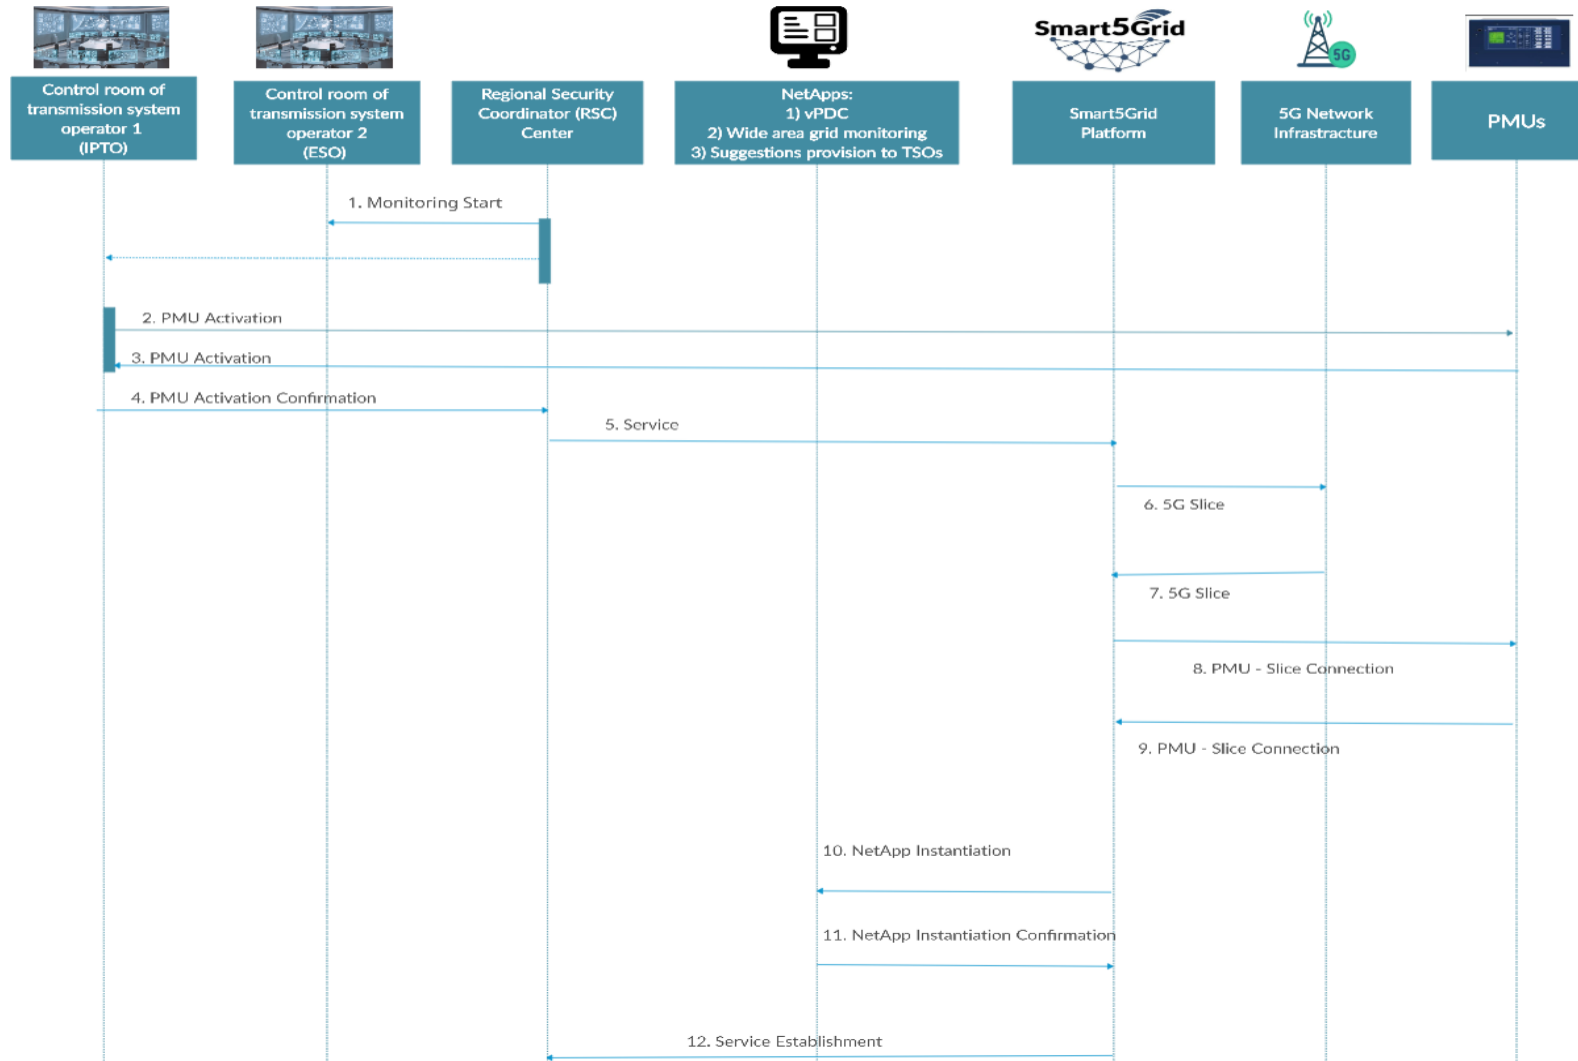 Smart5Grid
5G
Control room of
transmission system
operator 1
(IPTO)
Control room of
transmission system
operator 2
(ESO)
Regional Security
Coordinator (RSC)
Center
NetApps:
1) vPDC
2) Wide area grid monitoring
3) Suggestions provision to TSOs
Smart5Grid
Platform
5G Network
Infrastracture
PMUs
1. Monitoring Start
2. PMU Activation
3. PMU Activation
4. PMU Activation Confirmation
5. Service
6. 5G Slice
7. 5G Slice
8. PMU - Slice Connection
9. PMU - Slice Connection
10. NetApp Instantiation
11. NetApp Instantiation Confirmation
12. Service Establishment